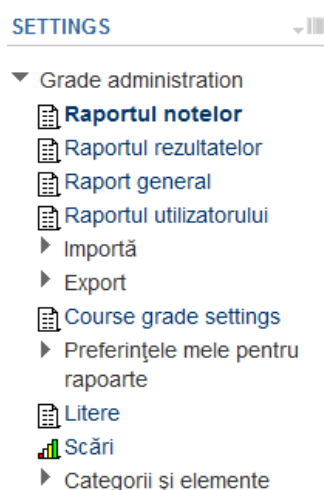 SETTINGS
Grade administration
Raportul notelor
Raportul rezultatelor
Raport general
Raportul utilizatorului
Importă
Export
Course grade settings
Preferinţele mele pentru
rapoarte
Litere
Scări
Categorii şi elemente